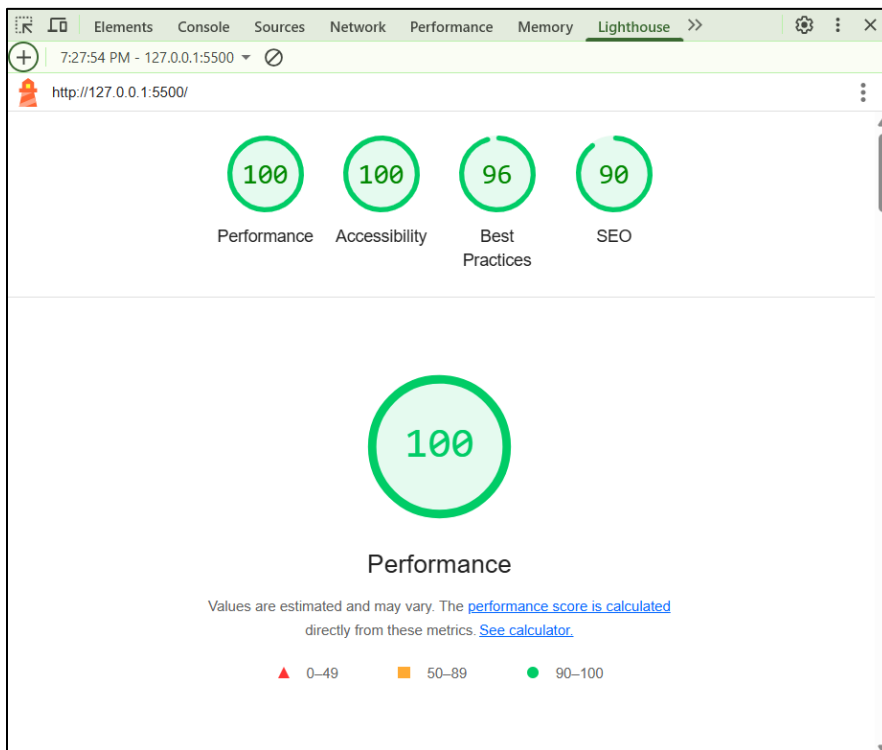 Elements Console Sources Network Performance Memory Lighthouse
7:27:54 PM - 127.0.0.1:5500
http://127.0.0.1:5500/
100 100 96 90
Performance Accessibility Best SEO
Practices
100
Performance
Values are estimated and may vary. The performance score is calculated
directly from these metrics. See calculator.
0–49 50–89 90–100